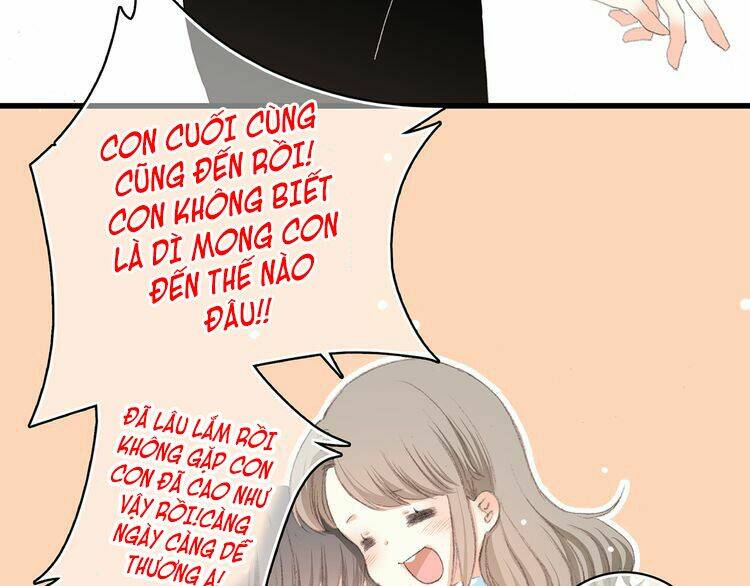 CON CUỐI CÙNG
CŨNG ĐẾN RỒI!
CON KHÔNG BIẾT
LÀ DÌ MONG CON
ĐẾN THẾ NÀO
ĐÂU!!
ĐÃ LÂU LẮM RỒI
KHÔNG GẶP CON
CON ĐÃ CAO NHƯ
VẬY RỒI!CÀNG
NGÀY CÀNG DỄ
THƯƠNG A!